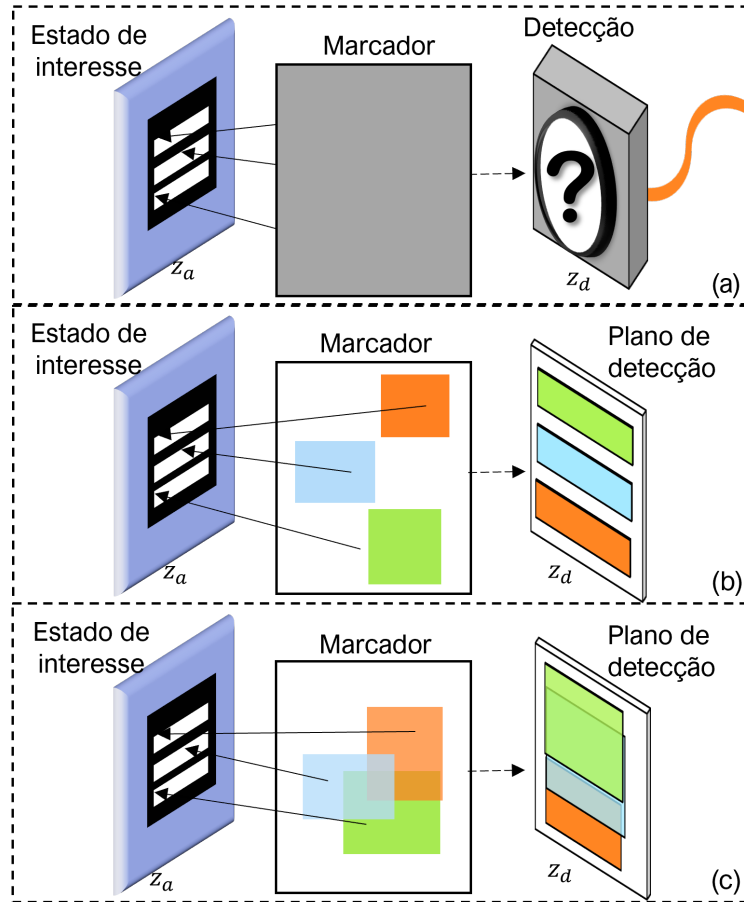 Estado de
interesse
Marcador
Detecção
?
z_a
z_d
(a)
Estado de
interesse
Marcador
Plano de
detecção
z_a
z_d
(b)
Estado de
interesse
Marcador
Plano de
detecção
z_a
z_d
(c)